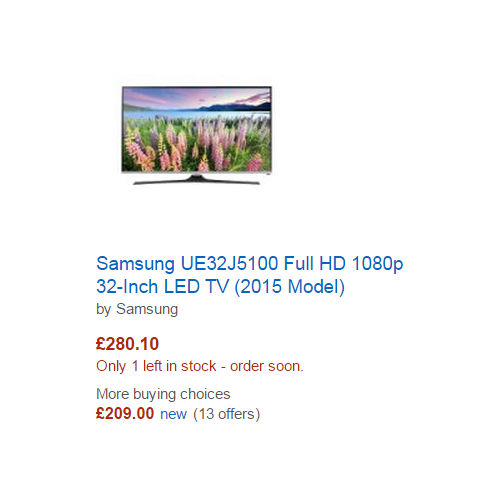 Samsung UE32J5100 Full HD 1080p
32-Inch LED TV (2015 Model)
by Samsung
£280.10
Only 1 left in stock - order soon.
More buying choices
£209.00 new (13 offers)